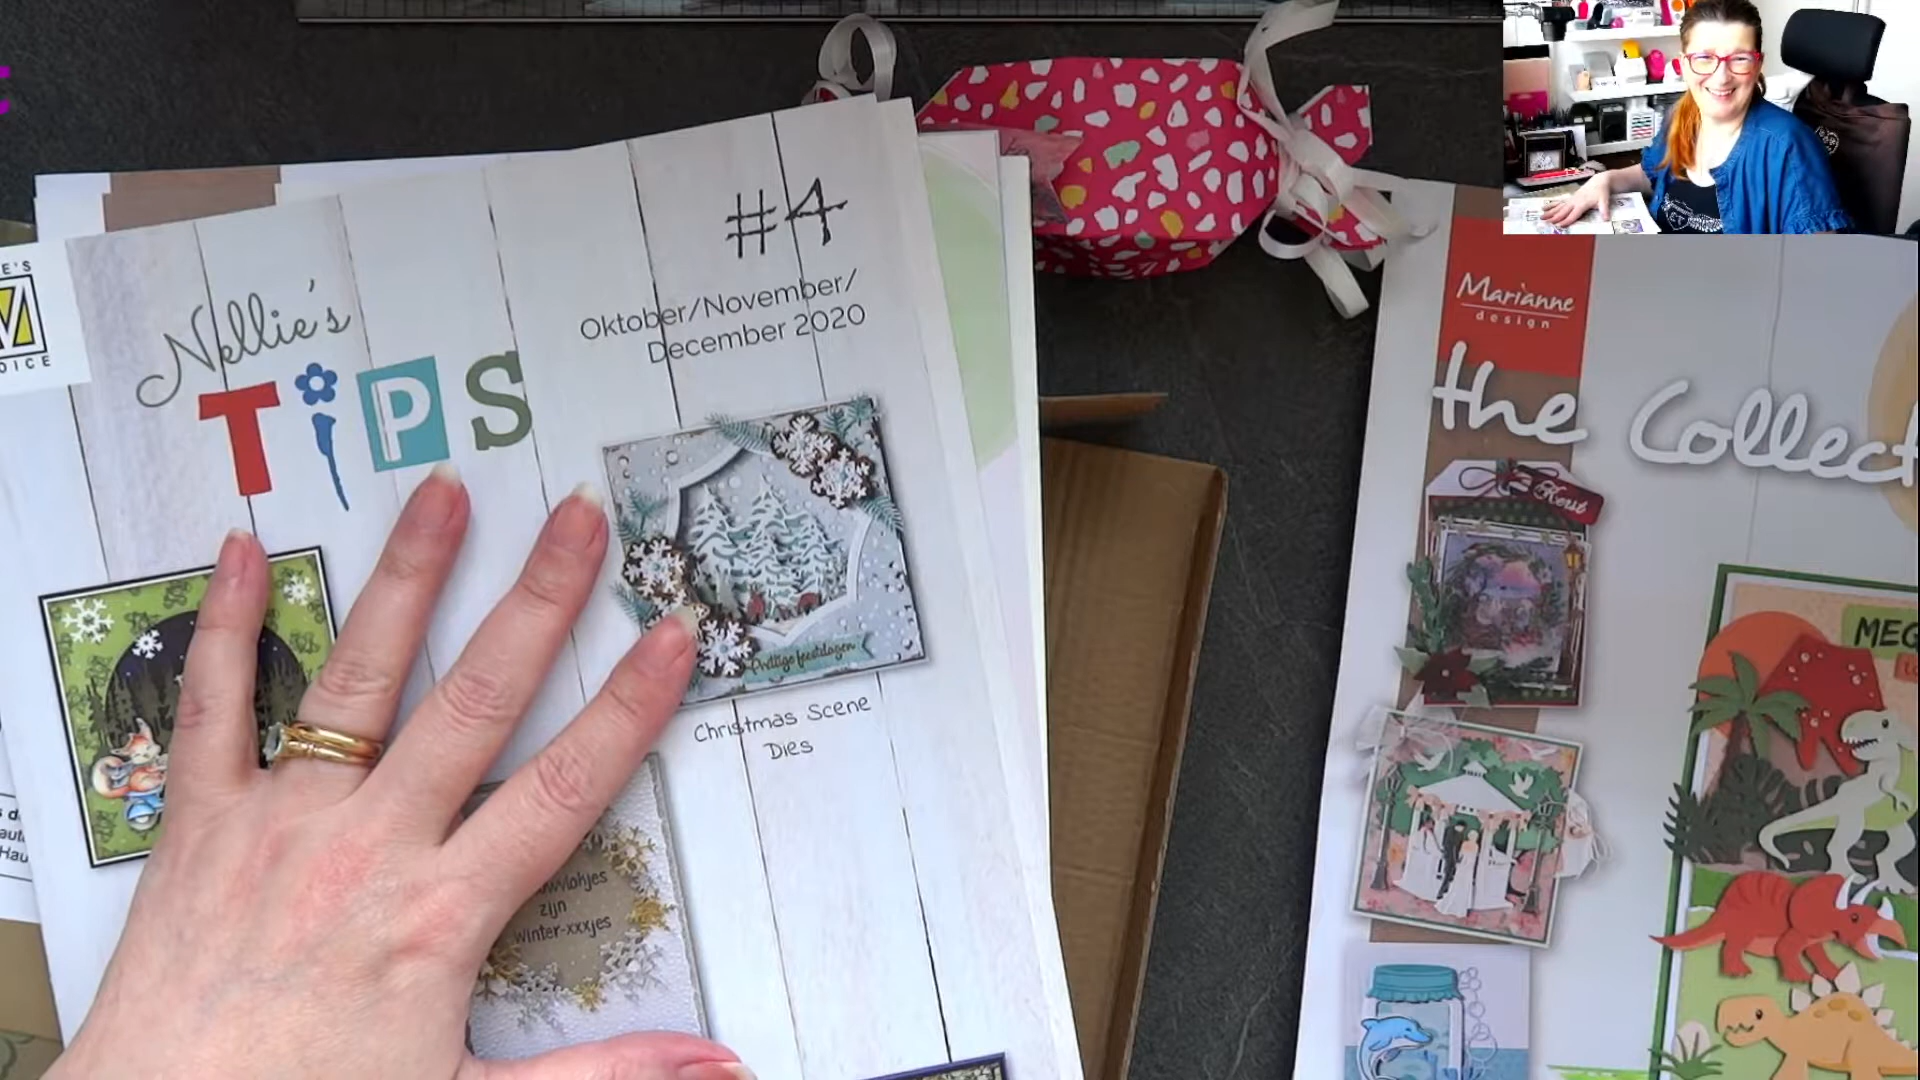 #4
Oktober/November/
December 2020
Nellie's
TiPS
Prettige feestdagen
Christmas Scene
Dies
zijn
winter-xxxjes
Marianne
design
the Collect
Kerst
MEG